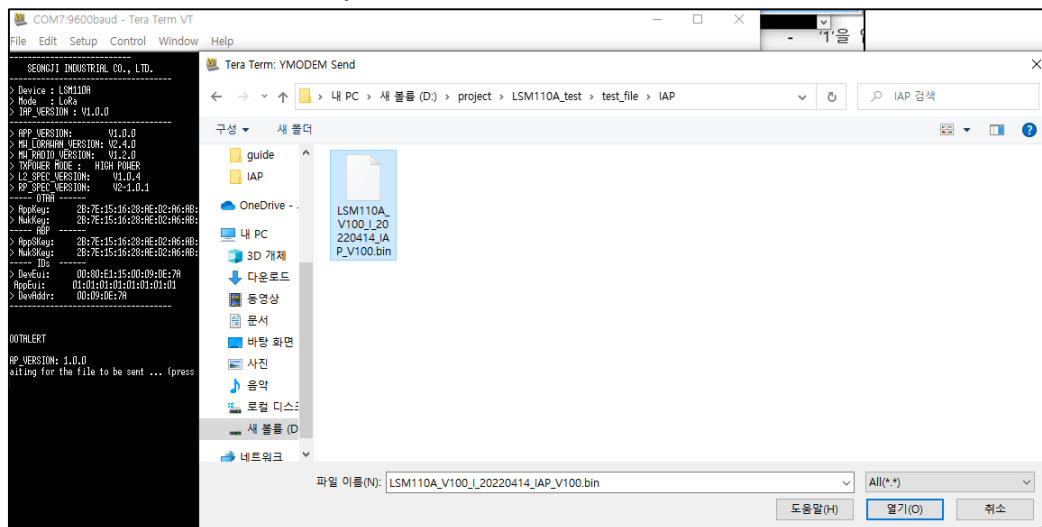 COM7:9600baud - Tera Term VT
File Edit Setup Control Window Help
- '1'을
SEONGJI INDUSTRIAL CO., LTD.
> Device : LSM110A
> Mode : LoRa
> IAP_VERSION : V1.0.0
> APP_VERSION: V1.0.0
> MW_LORAWAN_VERSION: V2.4.0
> MW_RADIO_VERSION: V1.2.0
> TXPOWER MODE : HIGH POWER
> L2_SPEC_VERSION: V1.0.4
> RP_SPEC_VERSION: V2-1.0.1
----- OTAA ------
> AppKey: 2B:7E:15:16:28:AE:D2:A6:AB:
> NwkKey: 2B:7E:15:16:28:AE:D2:A6:AB:
----- ABP ------
> AppSKey: 2B:7E:15:16:28:AE:D2:A6:AB:
> NwkSKey: 2B:7E:15:16:28:AE:D2:A6:AB:
----- IDs ------
> DevEui: 00:80:E1:15:00:09:DE:7A
AppEui: 01:01:01:01:01:01:01:01
> DevAddr: 00:09:DE:7A
OOTALERT
AP_VERSION: 1.0.0
aiting for the file to be sent ... (press
Tera Term: YMODEM Send
내 PC > 새 볼륨 (D:) > project > LSM110A_test > test_file > IAP
IAP 검색
구성 새 폴더
guide
IAP
OneDrive -
내 PC
3D 개체
다운로드
동영상
문서
바탕 화면
사진
음악
로컬 디스크
새 볼륨 (D
네트워크
LSM110A_
V100_I_20
220414_IA
P_V100.bin
파일 이름(N): LSM110A_V100_I_20220414_IAP_V100.bin
All(*.*)
도움말(H) 열기(O) 취소